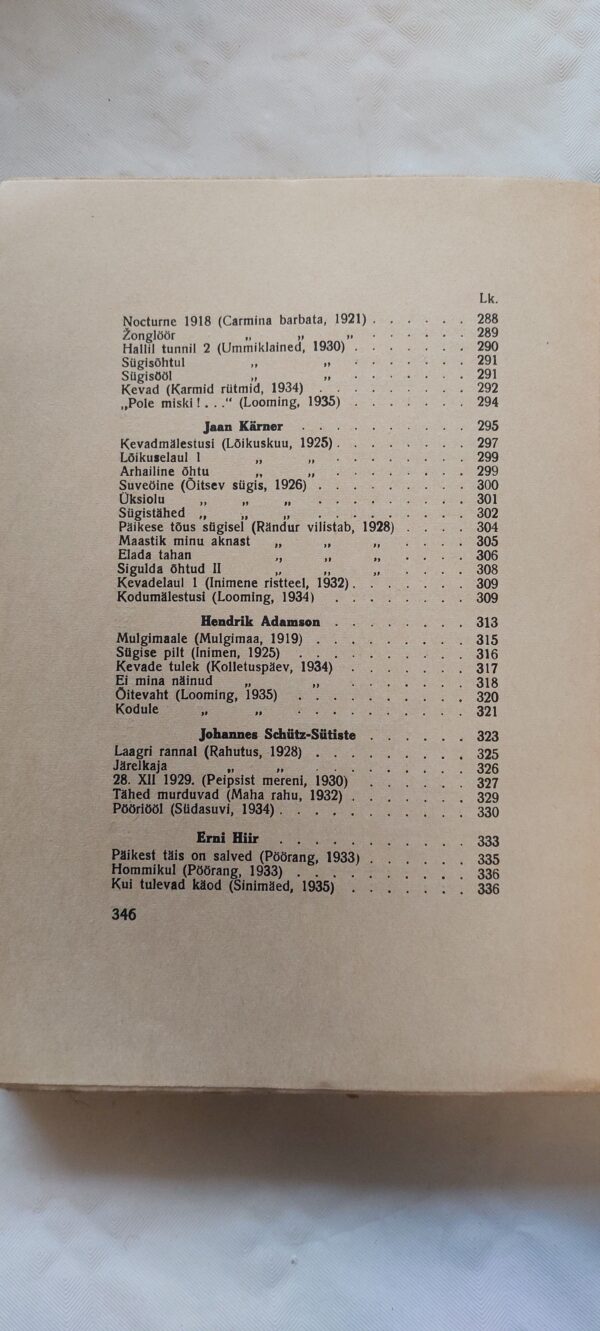 Lk.
Nocturne 1918 (Carmina barbata, 1921) . . . . . . 288
Žonglöör „ „ „ . . . . . . 289
Hallil tunnil 2 (Ummiklained, 1930) . . . . . . . 290
Sügisõhtul „ „ . . . . . . . 291
Sügisööl „ „ . . . . . . . 291
Kevad (Karmid rütmid, 1934) . . . . . . . . . 292
„Pole miski!...“ (Looming, 1935) . . . . . . . 294
Jaan Kärner . . . . . . . . . . 295
Kevadmälestusi (Lõikuskuu, 1925) . . . . . . . . 297
Lõikuselaul 1 „ „ . . . . . . . . . 299
Arhailine õhtu „ „ . . . . . . . . . 299
Suveöine (Õitsev sügis, 1926) . . . . . . . . . 300
Üksiolu „ „ „ . . . . . . . . . 301
Sügistähed „ „ „ . . . . . . . . . 302
Päikese tõus sügisel (Rändur vilistab, 1928) . . . . 304
Maastik minu aknast „ „ „ . . . . 305
Elada tahan „ „ „ . . . . 306
Sigulda õhtud II „ „ „ . . . . 308
Kevadelaul 1 (Inimene risteel, 1932) . . . . . . . 309
Kodumälestusi (Looming, 1934) . . . . . . . . 309
Hendrik Adamson . . . . . . . . 313
Mulgimaale (Mulgimaa, 1919) . . . . . . . . . 315
Sügise pilt (Inimen, 1925) . . . . . . . . . . 316
Kevade tulek (Kolletuspäev, 1934) . . . . . . . 317
Ei mina näinud „ „ . . . . . . . 318
Õitevaht (Looming, 1935) . . . . . . . . . . 320
Kodule „ „ . . . . . . . . . . 321
Johannes Schütz-Sütiste . . . . . . 323
Laagri rannal (Rahutus, 1928) . . . . . . . . . 325
Järelkaja „ „ . . . . . . . . . 326
28. XII 1929. (Peipsist mereni, 1930) . . . . . . . 327
Tähed murduvad (Maha rahu, 1932) . . . . . . . 329
Pööriööl (Südasuvi, 1934) . . . . . . . . . . . 330
Erni Hiir . . . . . . . . . . . 333
Päikest täis on salved (Pöörang, 1933) . . . . . . 335
Hommikul (Pöörang, 1933) . . . . . . . . . . 336
Kui tulevad käod (Sinimäed, 1935) . . . . . . . 336
346